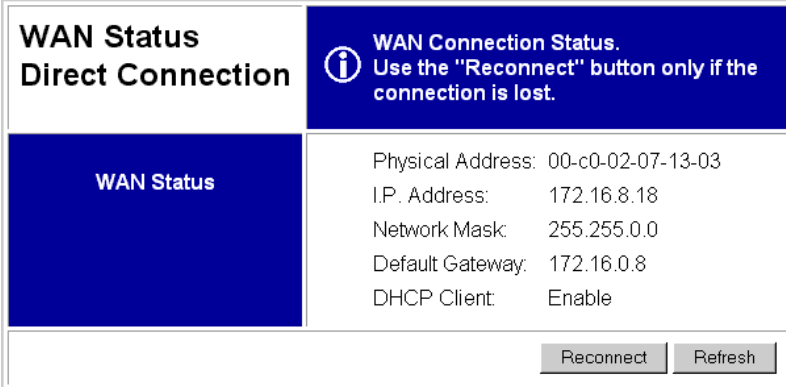 WAN Status
Direct Connection
WAN Connection Status.
Use the "Reconnect" button only if the
connection is lost.
WAN Status
Physical Address: 00-c0-02-07-13-03
I.P. Address: 172.16.8.18
Network Mask: 255.255.0.0
Default Gateway: 172.16.0.8
DHCP Client: Enable
Reconnect Refresh